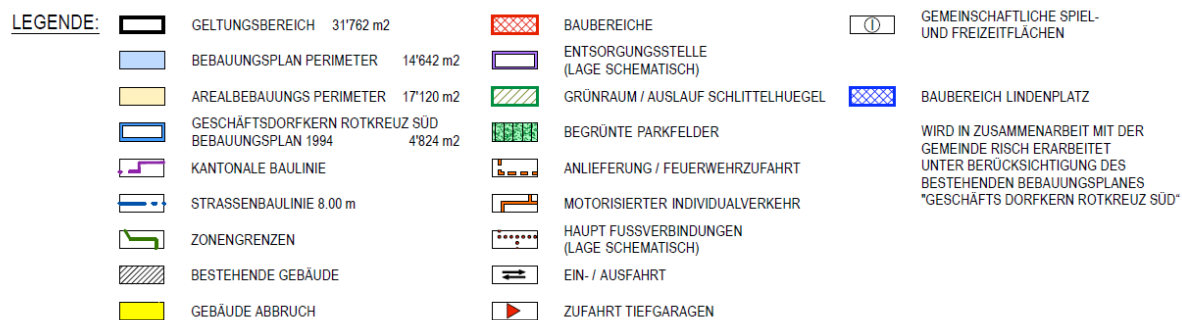 LEGENDE:
GELTUNGSBEREICH 31'762 m2
BEBAUUNGSPLAN PERIMETER 14'642 m2
AREALBEBAUUNGS PERIMETER 17'120 m2
GESCHÄFTSDORFKERN ROTKREUZ SÜD
BEBAUUNGSPLAN 1994 4'824 m2
KANTONALE BAULINIE
STRASSENBAULINIE 8.00 m
ZONENGRENZEN
BESTEHENDE GEBÄUDE
GEBÄUDE ABBRUCH
BAUBEREICHE
ENTSORGUNGSSTELLE
(LAGE SCHEMATISCH)
GRÜNRAUM / AUSLAUF SCHLITTELHUEGEL
BEGRÜNTE PARKFELDER
ANLIEFERUNG / FEUERWEHRZUFAHRT
MOTORISIERTER INDIVIDUALVERKEHR
HAUPT FUSSVERBINDUNGEN
(LAGE SCHEMATISCH)
EIN- / AUSFAHRT
ZUFAHRT TIEFGARAGEN
GEMEINSCHAFTLICHE SPIEL-
UND FREIZEITFLÄCHEN
BAUBEREICH LINDENPLATZ
WIRD IN ZUSAMMENARBEIT MIT DER
GEMEINDE RISCH ERARBEITET
UNTER BERÜCKSICHTIGUNG DES
BESTEHENDEN BEBAUUNGSPLANES
"GESCHÄFTS DORFKERN ROTKREUZ SÜD“